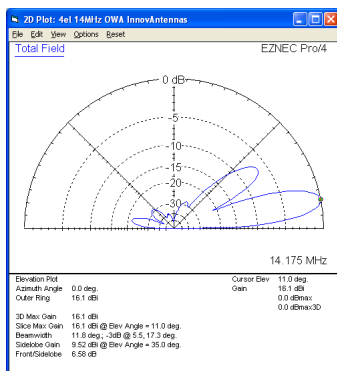 2D Plot: 4el 14MHz OWA InnovAntennas
File Edit View Options Reset
Total Field
EZNEC Pro/4
0 dB
-5
-10
-15
-20
-30
14.175 MHz
Elevation Plot
Azimuth Angle 0.0 deg.
Outer Ring 16.1 dBi
Cursor Elev 11.0 deg.
Gain 16.1 dBi
0.0 dBmax
0.0 dBmax3D
3D Max Gain 16.1 dBi
Slice Max Gain 16.1 dBi @ Elev Angle = 11.0 deg.
Beamwidth 11.8 deg.; -3dB @ 5.5, 17.3 deg.
Sidelobe Gain 9.52 dBi @ Elev Angle = 35.0 deg.
Front/Sidelobe 6.58 dB